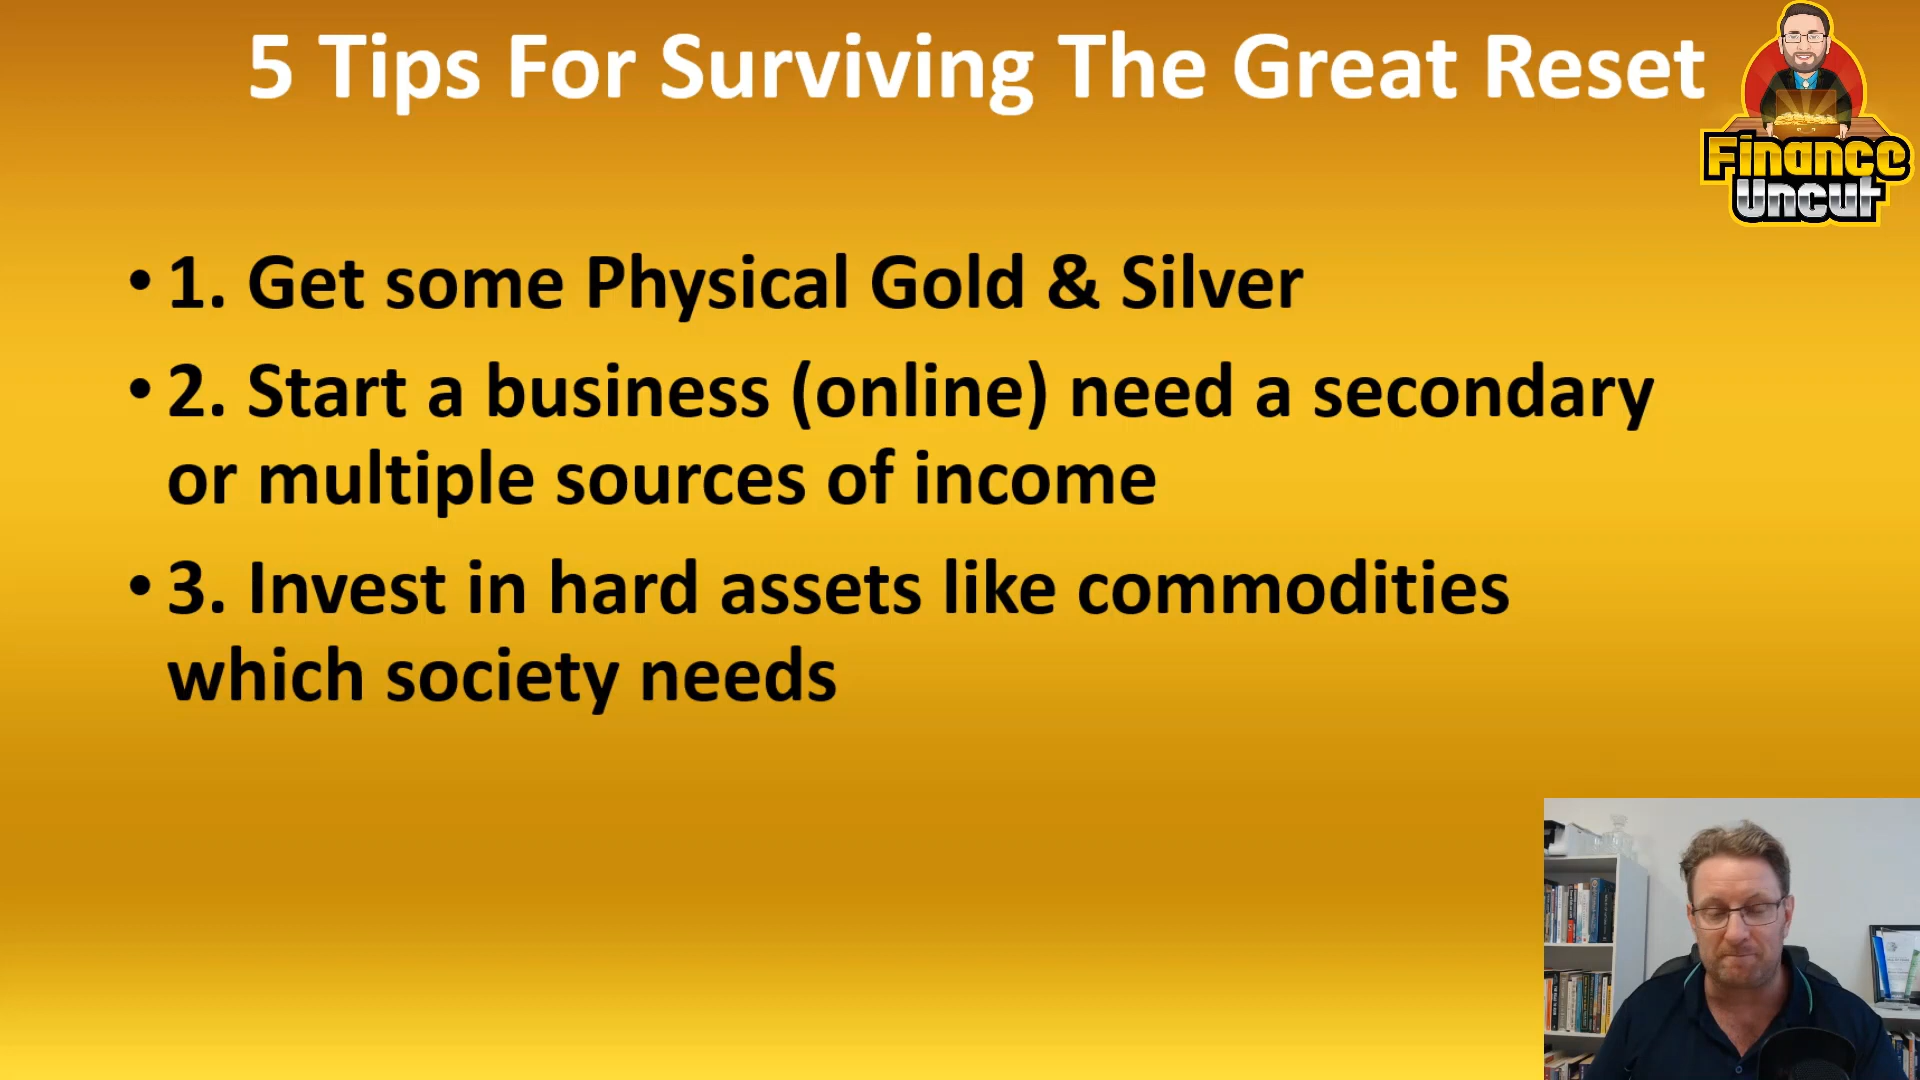 5 Tips For Surviving The Great Reset
Finance
Uncut
• 1. Get some Physical Gold & Silver
• 2. Start a business (online) need a secondary
or multiple sources of income
• 3. Invest in hard assets like commodities
which society needs